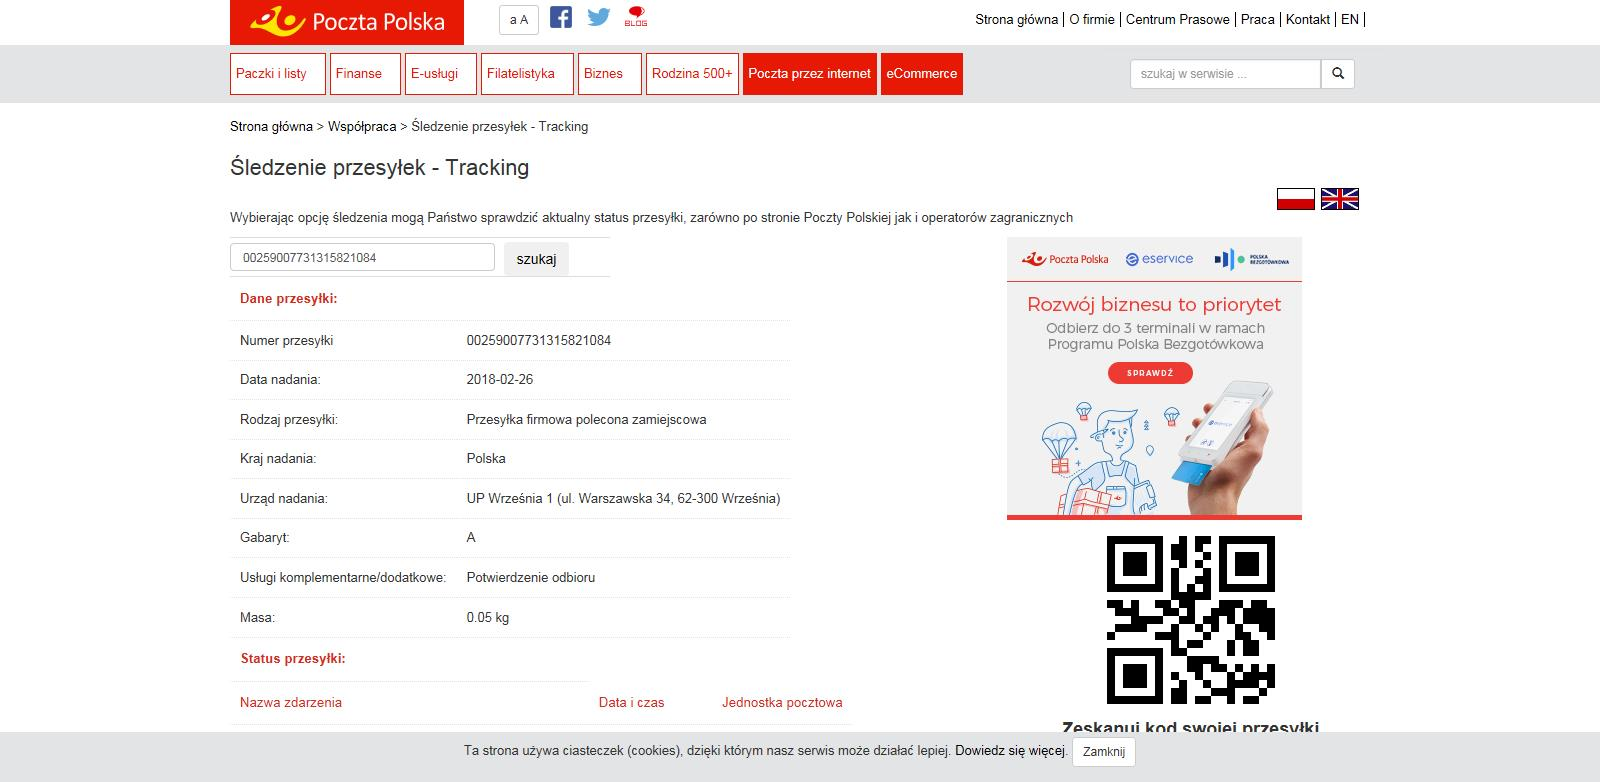 Poczta Polska
a A
BLOG
Strona główna | O firmie | Centrum Prasowe | Praca | Kontakt | EN |
Paczki i listy Finanse E-usługi Filatelistyka Biznes Rodzina 500+ Poczta przez internet eCommerce
szukaj w serwisie ...
Strona główna > Współpraca > Śledzenie przesyłek - Tracking
Śledzenie przesyłek - Tracking
Wybierając opcję śledzenia mogą Państwo sprawdzić aktualny status przesyłki, zarówno po stronie Poczty Polskiej jak i operatorów zagranicznych
00259007731315821084 szukaj
Dane przesyłki:
Numer przesyłki 00259007731315821084
Data nadania: 2018-02-26
Rodzaj przesyłki: Przesyłka firmowa polecona zamiejscowa
Kraj nadania: Polska
Urząd nadania: UP Września 1 (ul. Warszawska 34, 62-300 Września)
Gabaryt: A
Usługi komplementarne/dodatkowe: Potwierdzenie odbioru
Masa: 0.05 kg
Status przesyłki:
Nazwa zdarzenia Data i czas Jednostka pocztowa
Poczta Polska eservice POLSKA BEZGOTÓWKOWA
Rozwój biznesu to priorytet
Odbierz do 3 terminali w ramach
Programu Polska Bezgotówkowa
SPRAWDŹ
eservice
Zeskanuj kod swojej przesyłki
Ta strona używa ciasteczek (cookies), dzięki którym nasz serwis może działać lepiej. Dowiedz się więcej. Zamknij